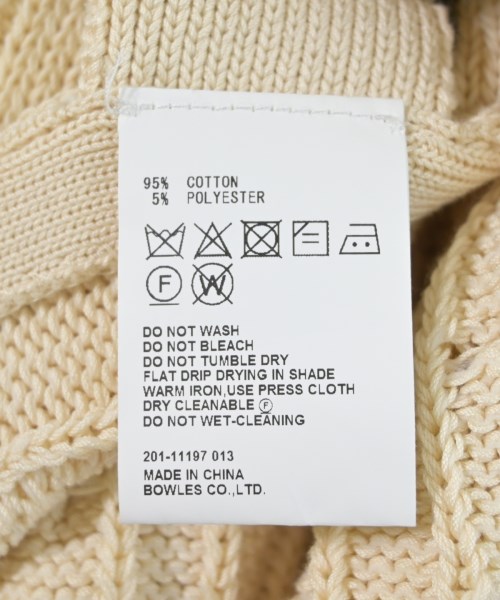 95% COTTON
5% POLYESTER
F W
DO NOT WASH
DO NOT BLEACH
DO NOT TUMBLE DRY
FLAT DRIP DRYING IN SHADE
WARM IRON,USE PRESS CLOTH
DRY CLEANABLE Ⓕ
DO NOT WET-CLEANING
201-11197 013
MADE IN CHINA
BOWLES CO.,LTD.